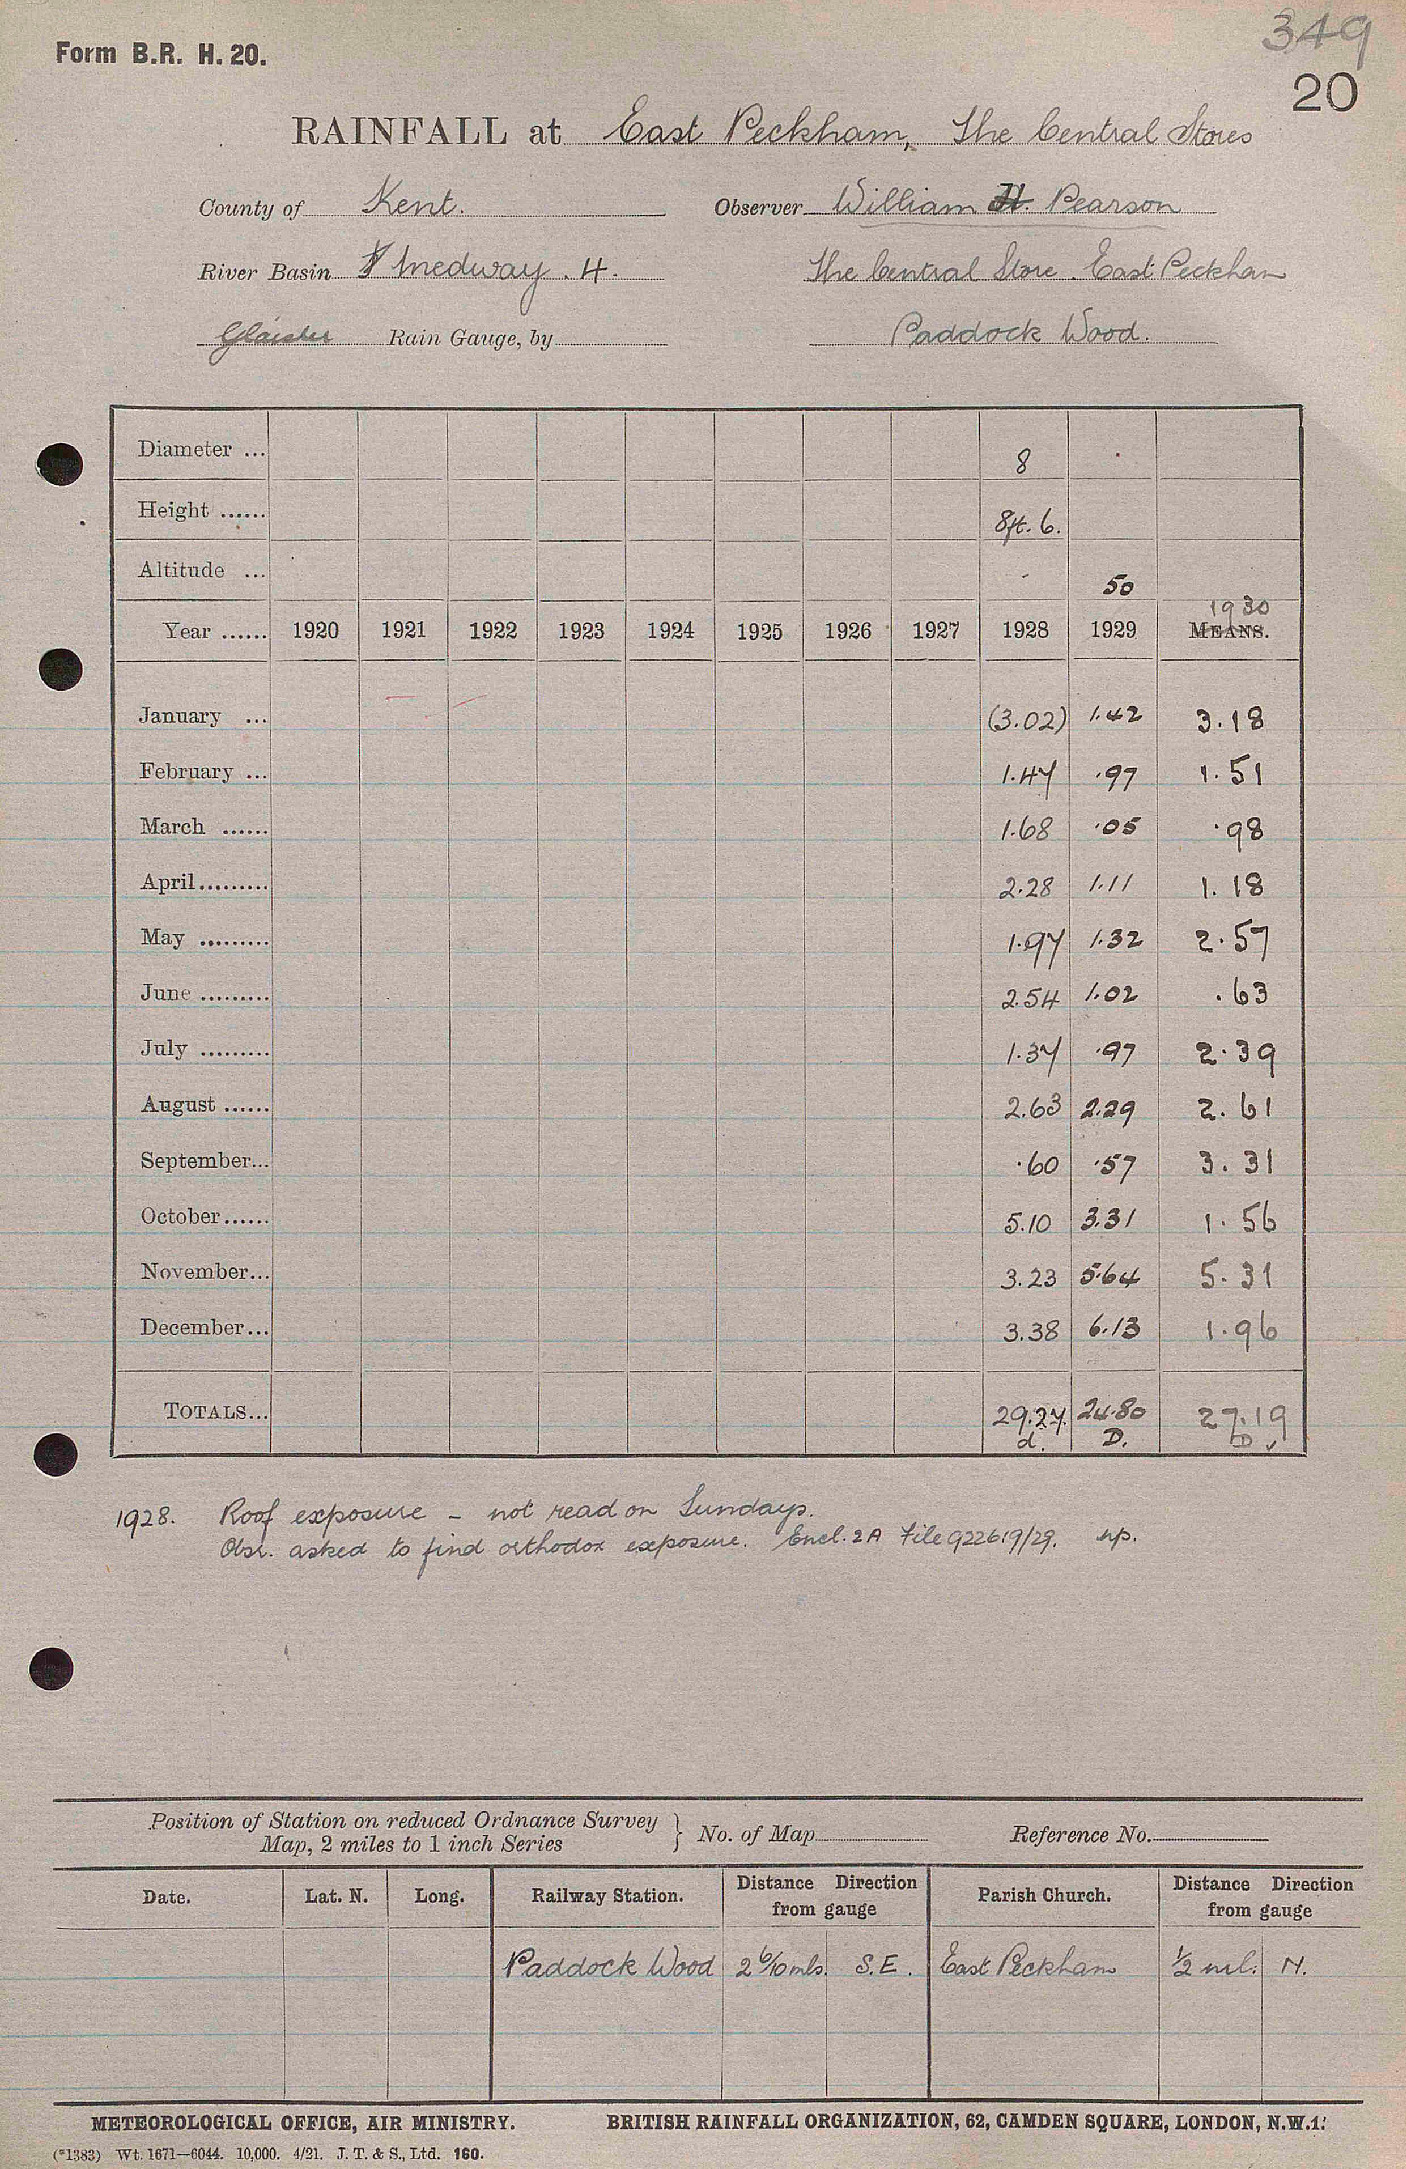 349
Form B.R. H. 20.
20
RAINFALL at East Peckham, The Central Stores
County of Kent. Observer William H. Pearson
River Basin Medway . 4. The Central Store . East Peckham
Glaisher Rain Gauge, by Paddock Wood.
Diameter ... 8
Height ...... 8ft. 6.
Altitude ... 50
1930
Year ...... 1920 1921 1922 1923 1924 1925 1926 1927 1928 1929 MEANS.
January ... (3.02) 1.42 3.18
February ... 1.47 .97 1.51
March ...... 1.68 .05 .98
April ......... 2.28 1.11 1.18
May ......... 1.97 1.32 2.57
June ......... 2.54 1.02 .63
July ......... 1.37 .97 2.39
August ...... 2.63 2.29 2.61
September... .60 .57 3.31
October...... 5.10 3.31 1.56
November... 3.23 5.64 5.31
December... 3.38 6.13 1.96
TOTALS... 29.27. 24.80 27.19
d. D. D ✓
1928. Roof exposure - not read on Sundays.
Obsr. asked to find orthodox exposure. Encl. 2A File 922619/29. np.
Position of Station on reduced Ordnance Survey
Map, 2 miles to 1 inch Series } No. of Map Reference No.
Date. Lat. N. Long. Railway Station. Distance Direction from gauge Parish Church. Distance Direction from gauge
Paddock Wood 2 6/10 mls. S.E. East Peckham 1/2 ml. N.
METEOROLOGICAL OFFICE, AIR MINISTRY. BRITISH RAINFALL ORGANIZATION, 62, CAMDEN SQUARE, LONDON, N.W.1.
(*1383) Wt. 1671—6044. 10,000. 4/21. J. T. & S., Ltd. 160.